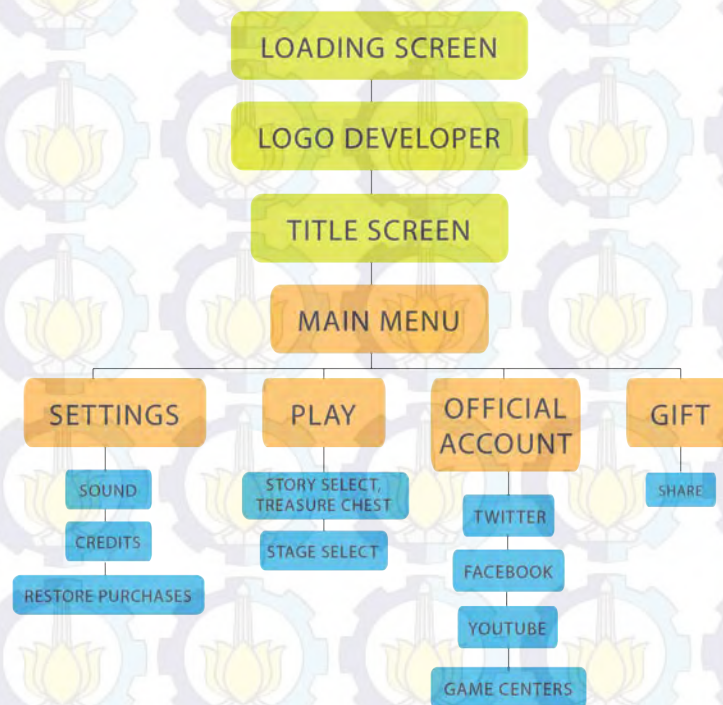 LOADING SCREEN
LOGO DEVELOPER
TITLE SCREEN
MAIN MENU
SETTINGS
SOUND
CREDITS
RESTORE PURCHASES
PLAY
STORY SELECT,
TREASURE CHEST
STAGE SELECT
OFFICIAL
ACCOUNT
TWITTER
FACEBOOK
YOUTUBE
GAME CENTERS
GIFT
SHARE